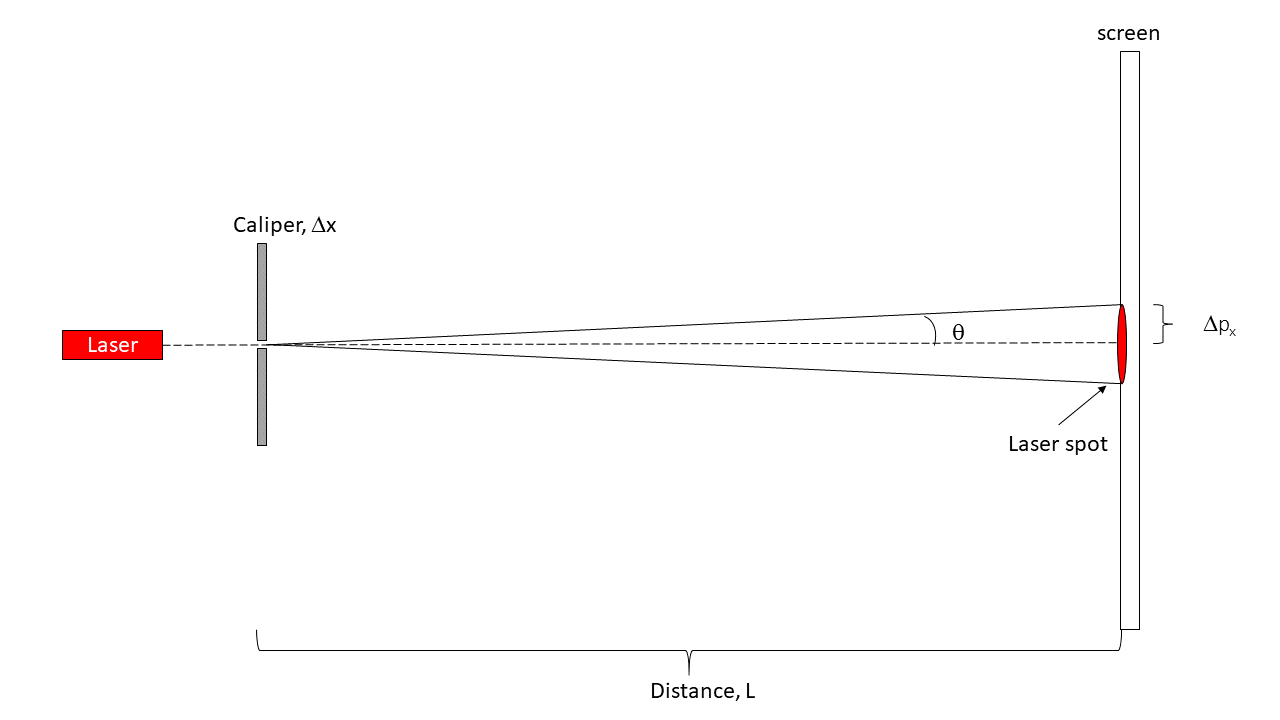 screen
Caliper, Δx
Laser
θ
Δpₓ
Laser spot
Distance, L